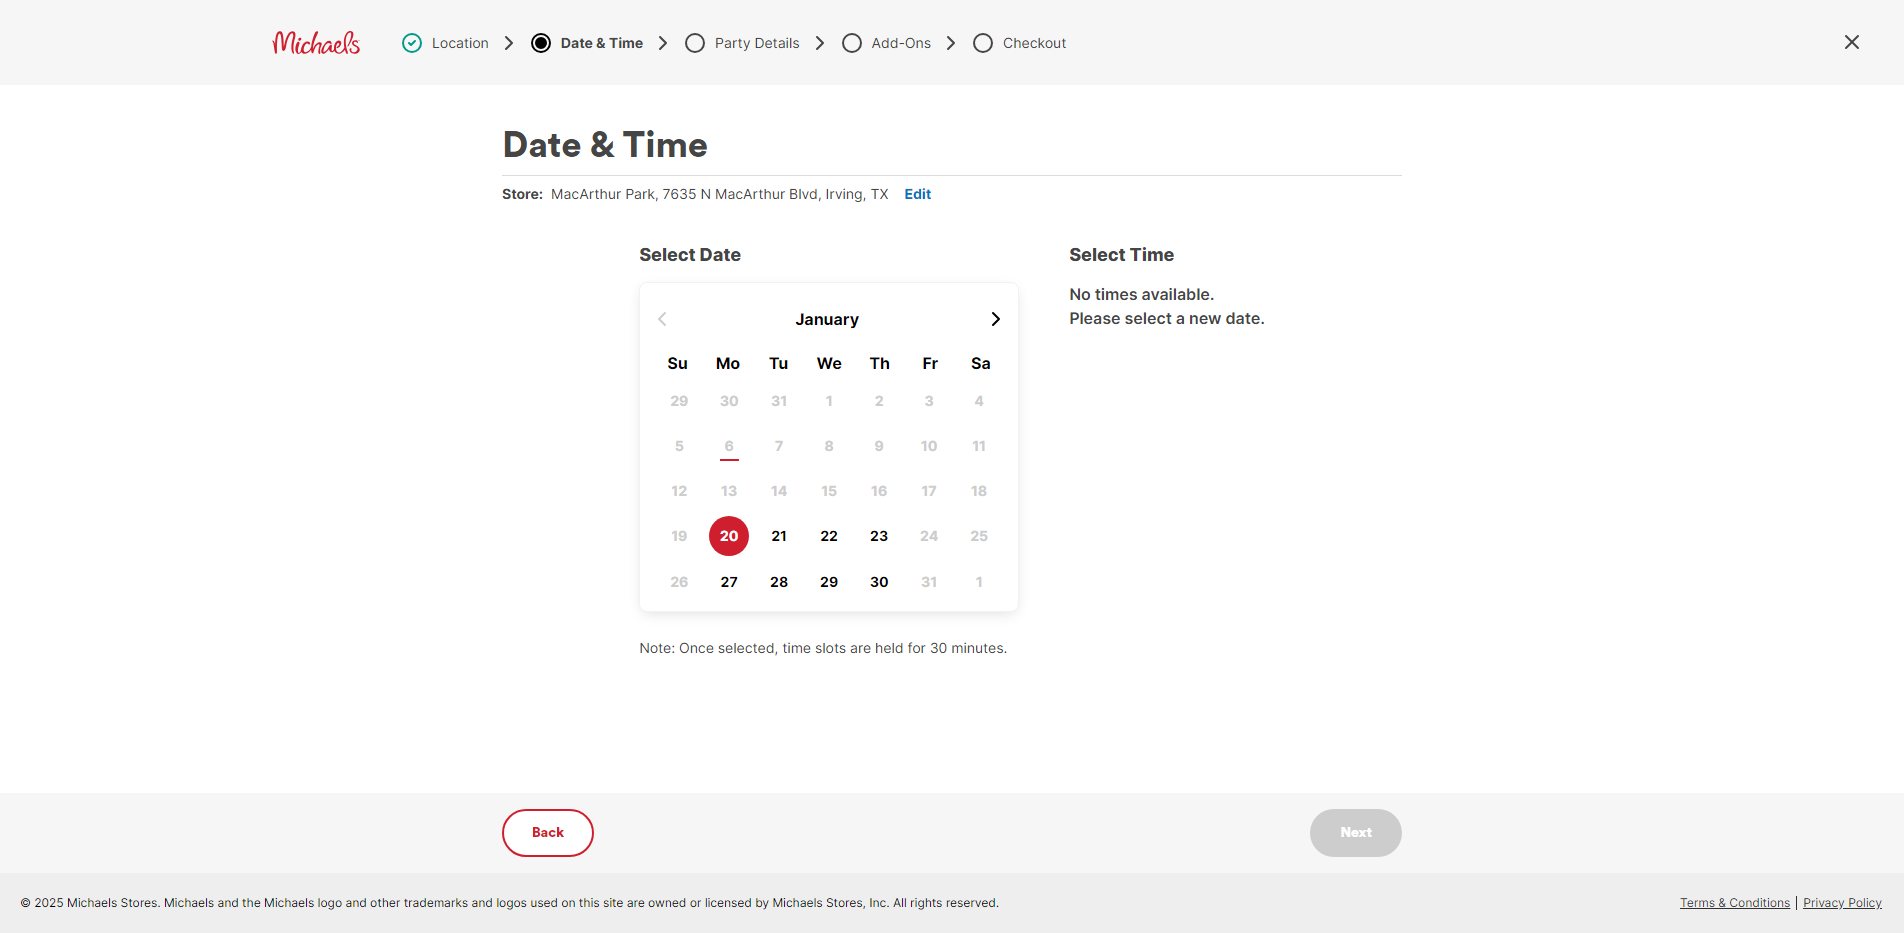 Michaels
Location
Date & Time
Party Details
Add-Ons
Checkout
Date & Time
Store: MacArthur Park, 7635 N MacArthur Blvd, Irving, TX Edit
Select Date
Select Time
No times available.
Please select a new date.
January
Su Mo Tu We Th Fr Sa
29 30 31 1 2 3 4
5 6 7 8 9 10 11
12 13 14 15 16 17 18
19 20 21 22 23 24 25
26 27 28 29 30 31 1
Note: Once selected, time slots are held for 30 minutes.
Back
Next
© 2025 Michaels Stores. Michaels and the Michaels logo and other trademarks and logos used on this site are owned or licensed by Michaels Stores, Inc. All rights reserved.
Terms & Conditions | Privacy Policy